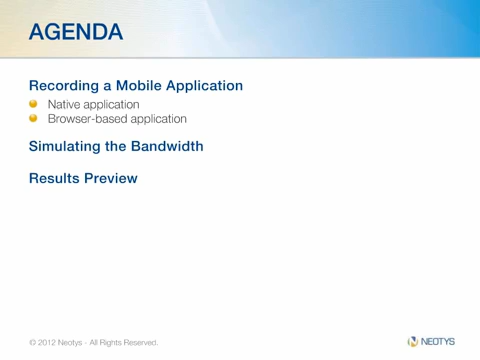 AGENDA
Recording a Mobile Application
Native application
Browser-based application
Simulating the Bandwidth
Results Preview
© 2012 Neotys - All Rights Reserved.
NEOTYS